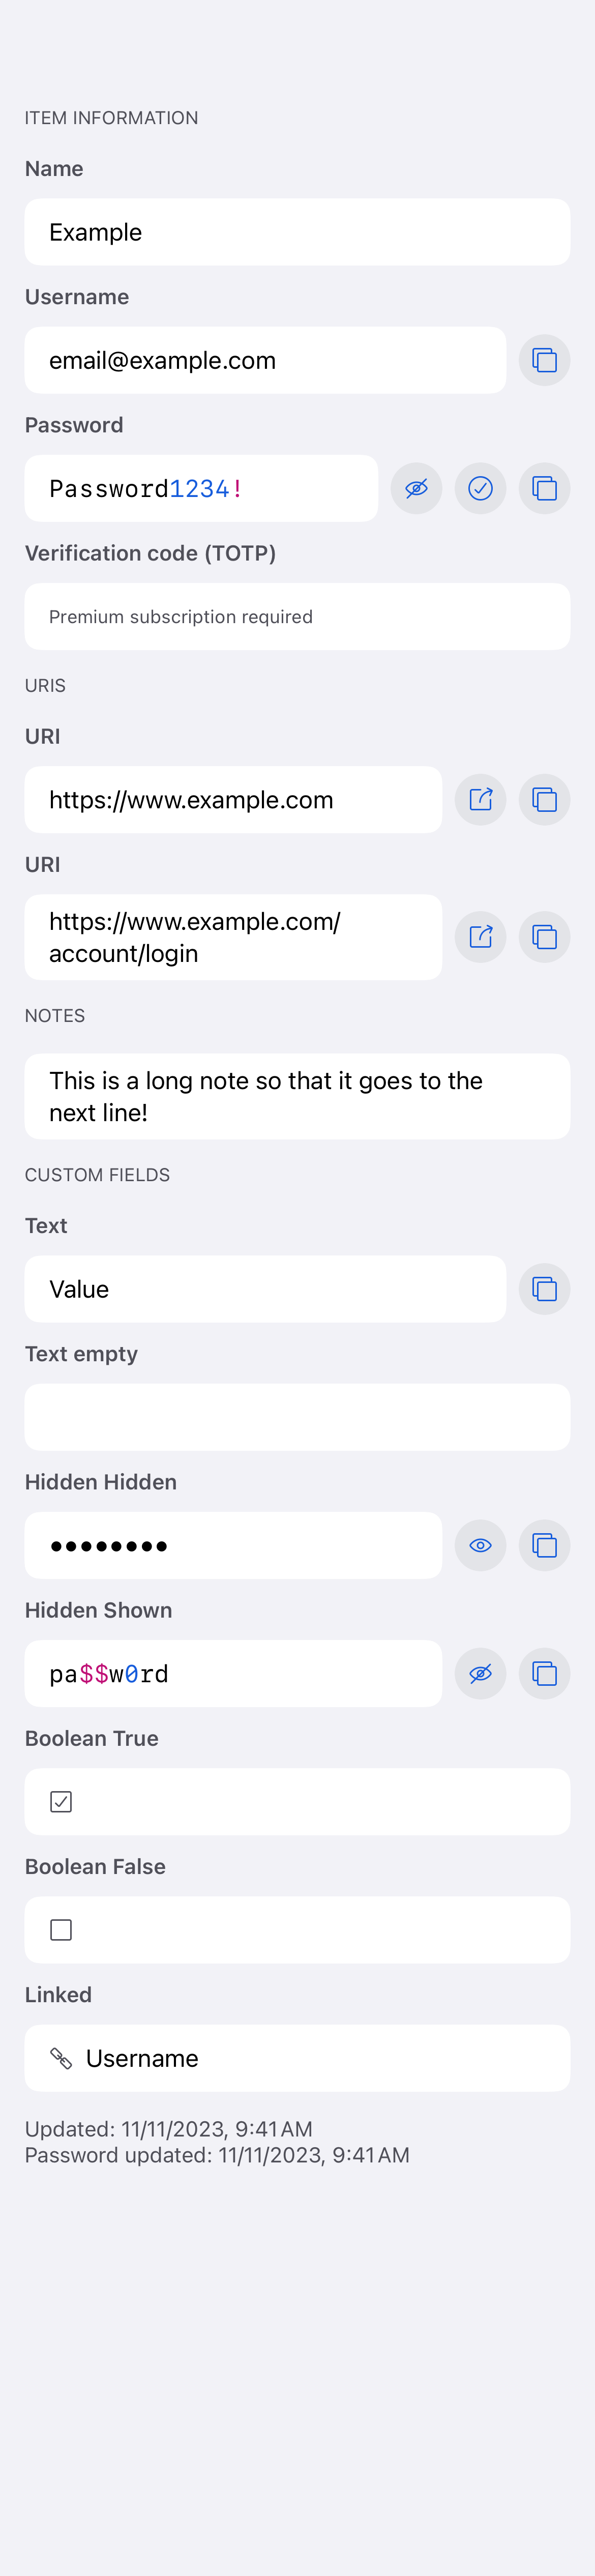 ITEM INFORMATION
Name
Example
Username
email@example.com
Password
Password1234!
Verification code (TOTP)
Premium subscription required
URIS
URI
https://www.example.com
URI
https://www.example.com/
account/login
NOTES
This is a long note so that it goes to the
next line!
CUSTOM FIELDS
Text
Value
Text empty
Hidden Hidden
••••••••
Hidden Shown
pa$$w0rd
Boolean True
Boolean False
Linked
Username
Updated: 11/11/2023, 9:41 AM
Password updated: 11/11/2023, 9:41 AM